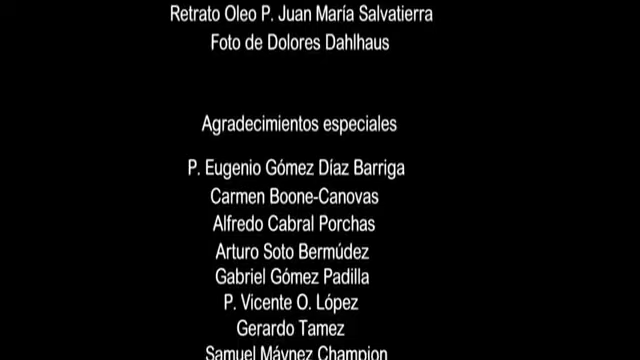 Retrato Oleo P. Juan María Salvatierra
Foto de Dolores Dahlhaus
Agradecimientos especiales
P. Eugenio Gómez Díaz Barriga
Carmen Boone-Canovas
Alfredo Cabral Porchas
Arturo Soto Bermúdez
Gabriel Gómez Padilla
P. Vicente O. López
Gerardo Tamez
Samuel Máynez Champion